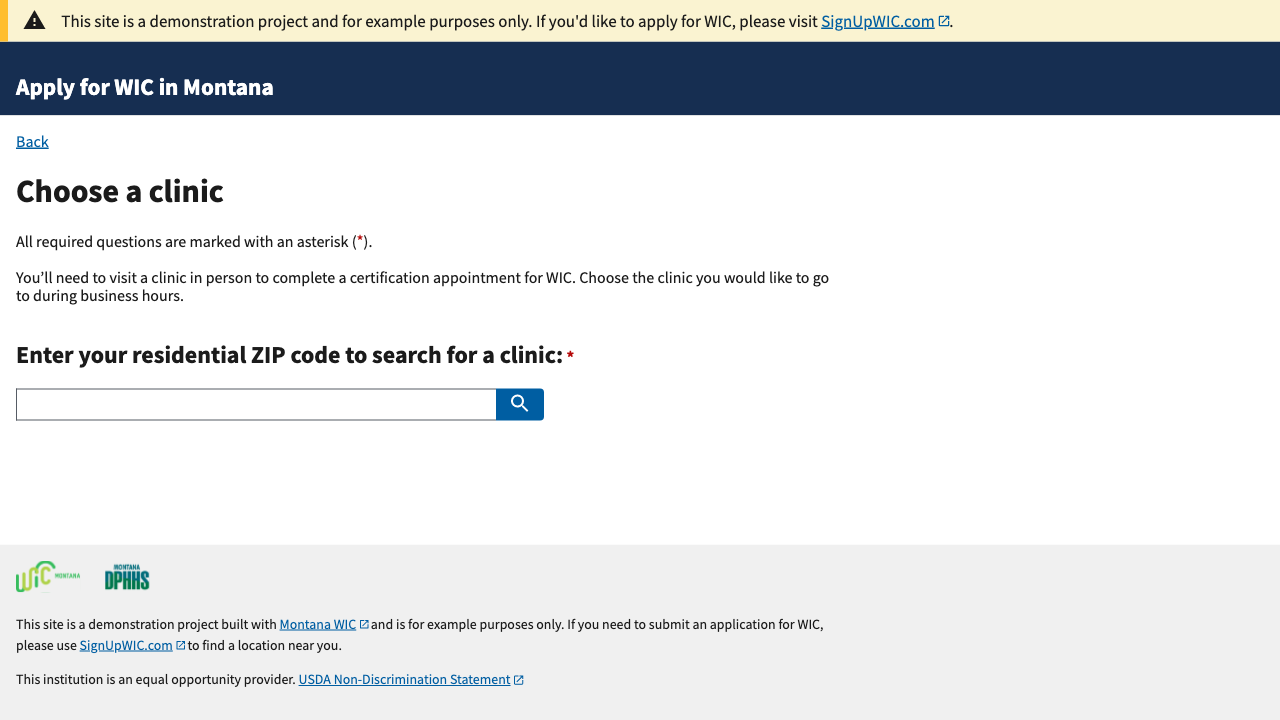 This site is a demonstration project and for example purposes only. If you'd like to apply for WIC, please visit SignUpWIC.com.
Apply for WIC in Montana
Back
Choose a clinic
All required questions are marked with an asterisk (*).
You’ll need to visit a clinic in person to complete a certification appointment for WIC. Choose the clinic you would like to go
to during business hours.
Enter your residential ZIP code to search for a clinic: *
WIC MONTANA
MONTANA
DPHHS
This site is a demonstration project built with Montana WIC and is for example purposes only. If you need to submit an application for WIC,
please use SignUpWIC.com to find a location near you.
This institution is an equal opportunity provider. USDA Non-Discrimination Statement